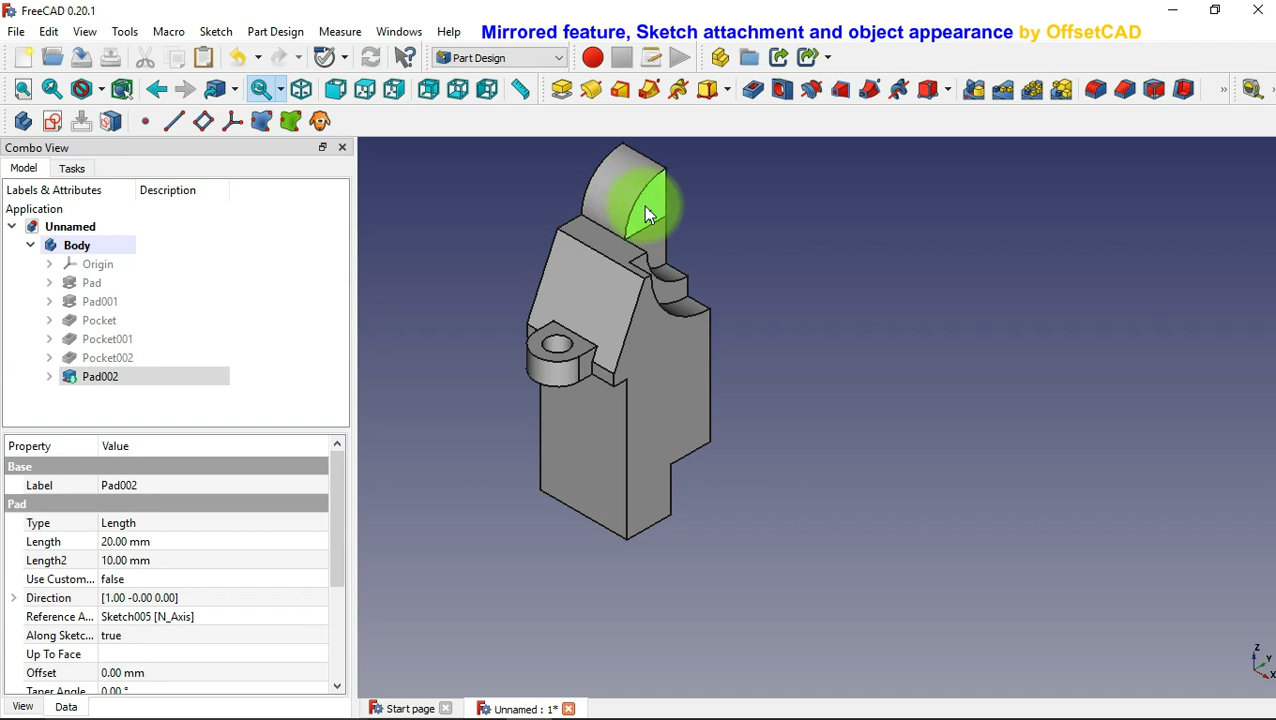 FreeCAD 0.20.1
File Edit View Tools Macro Sketch Part Design Measure Windows Help
Mirrored feature, Sketch attachment and object appearance by OffsetCAD
Part Design
Combo View
Model Tasks
Labels & Attributes Description
Application
Unnamed
Body
Origin
Pad
Pad001
Pocket
Pocket001
Pocket002
Pad002
Property Value
Base
Label Pad002
Pad
Type Length
Length 20.00 mm
Length2 10.00 mm
Use Custom... false
Direction [1.00 -0.00 0.00]
Reference A... Sketch005 [N_Axis]
Along Sketc... true
Up To Face
Offset 0.00 mm
Taper Angle 0.00 °
View Data
Start page Unnamed : 1*
Z
Y
X